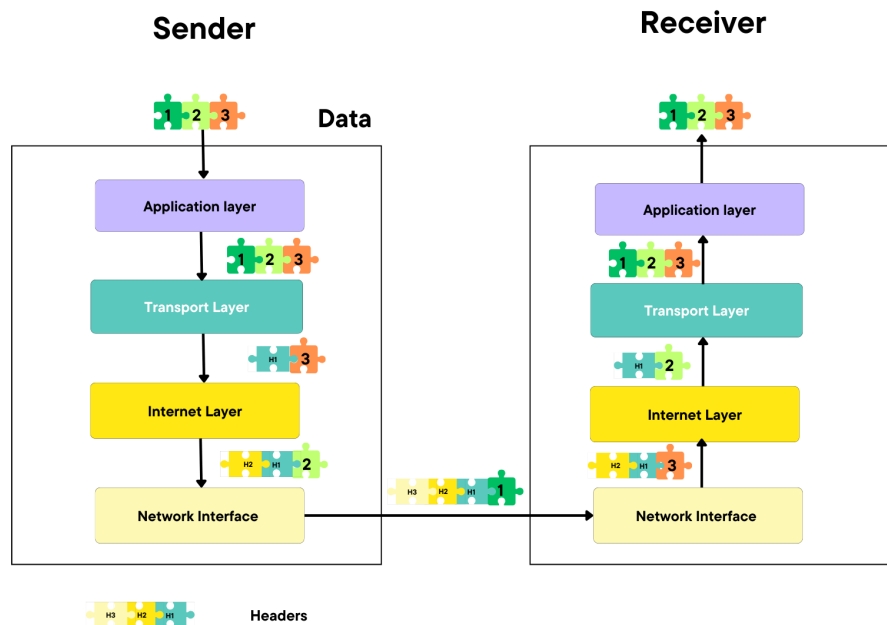 Sender
Receiver
1 2 3
Data
1 2 3
Application layer
Application layer
1 2 3
1 2 3
Transport Layer
Transport Layer
H1 3
H1 2
Internet Layer
Internet Layer
H2 H1 2
H2 H1 3
H3 H2 H1 1
Network Interface
Network Interface
H3 H2 H1
Headers